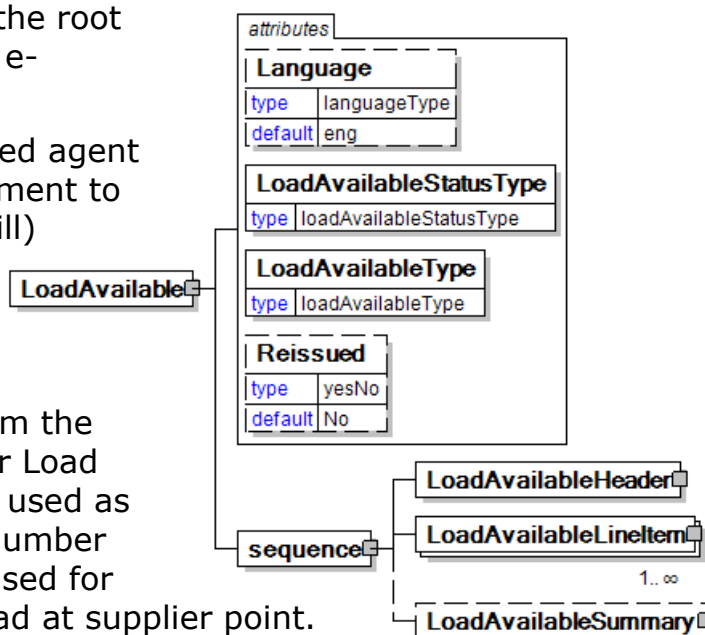 the root
e-
ed agent
ment to
ill)
m the
r Load
used as
umber
sed for
ad at supplier point.
LoadAvailable
attributes
Language
type languageType
default eng
LoadAvailableStatusType
type loadAvailableStatusType
LoadAvailableType
type loadAvailableType
Reissued
type yesNo
default No
sequence
LoadAvailableHeader
LoadAvailableLineItem
1.. ∞
LoadAvailableSummary